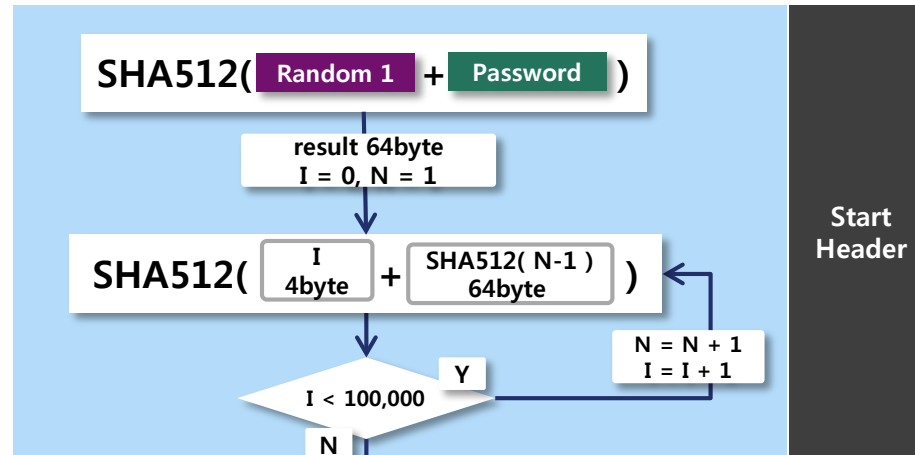 SHA512( Random 1 + Password )
result 64byte
I = 0, N = 1
SHA512( I 4byte + SHA512( N-1 ) 64byte )
N = N + 1
I = I + 1
Y
I < 100,000
N
Start
Header